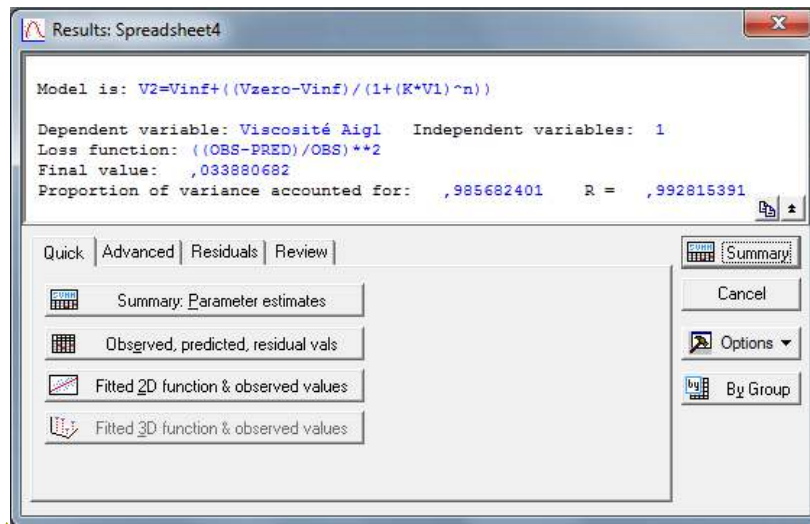 Results: Spreadsheet4
Model is: V2=Vinf+((Vzero-Vinf)/(1+(K*V1)^n))
Dependent variable: Viscosité Aigl Independent variables: 1
Loss function: ((OBS-PRED)/OBS)**2
Final value: ,033880682
Proportion of variance accounted for: ,985682401 R = ,992815391
Quick Advanced Residuals Review
Summary: Parameter estimates
Observed, predicted, residual vals
Fitted 2D function & observed values
Fitted 3D function & observed values
Summary
Cancel
Options
By Group